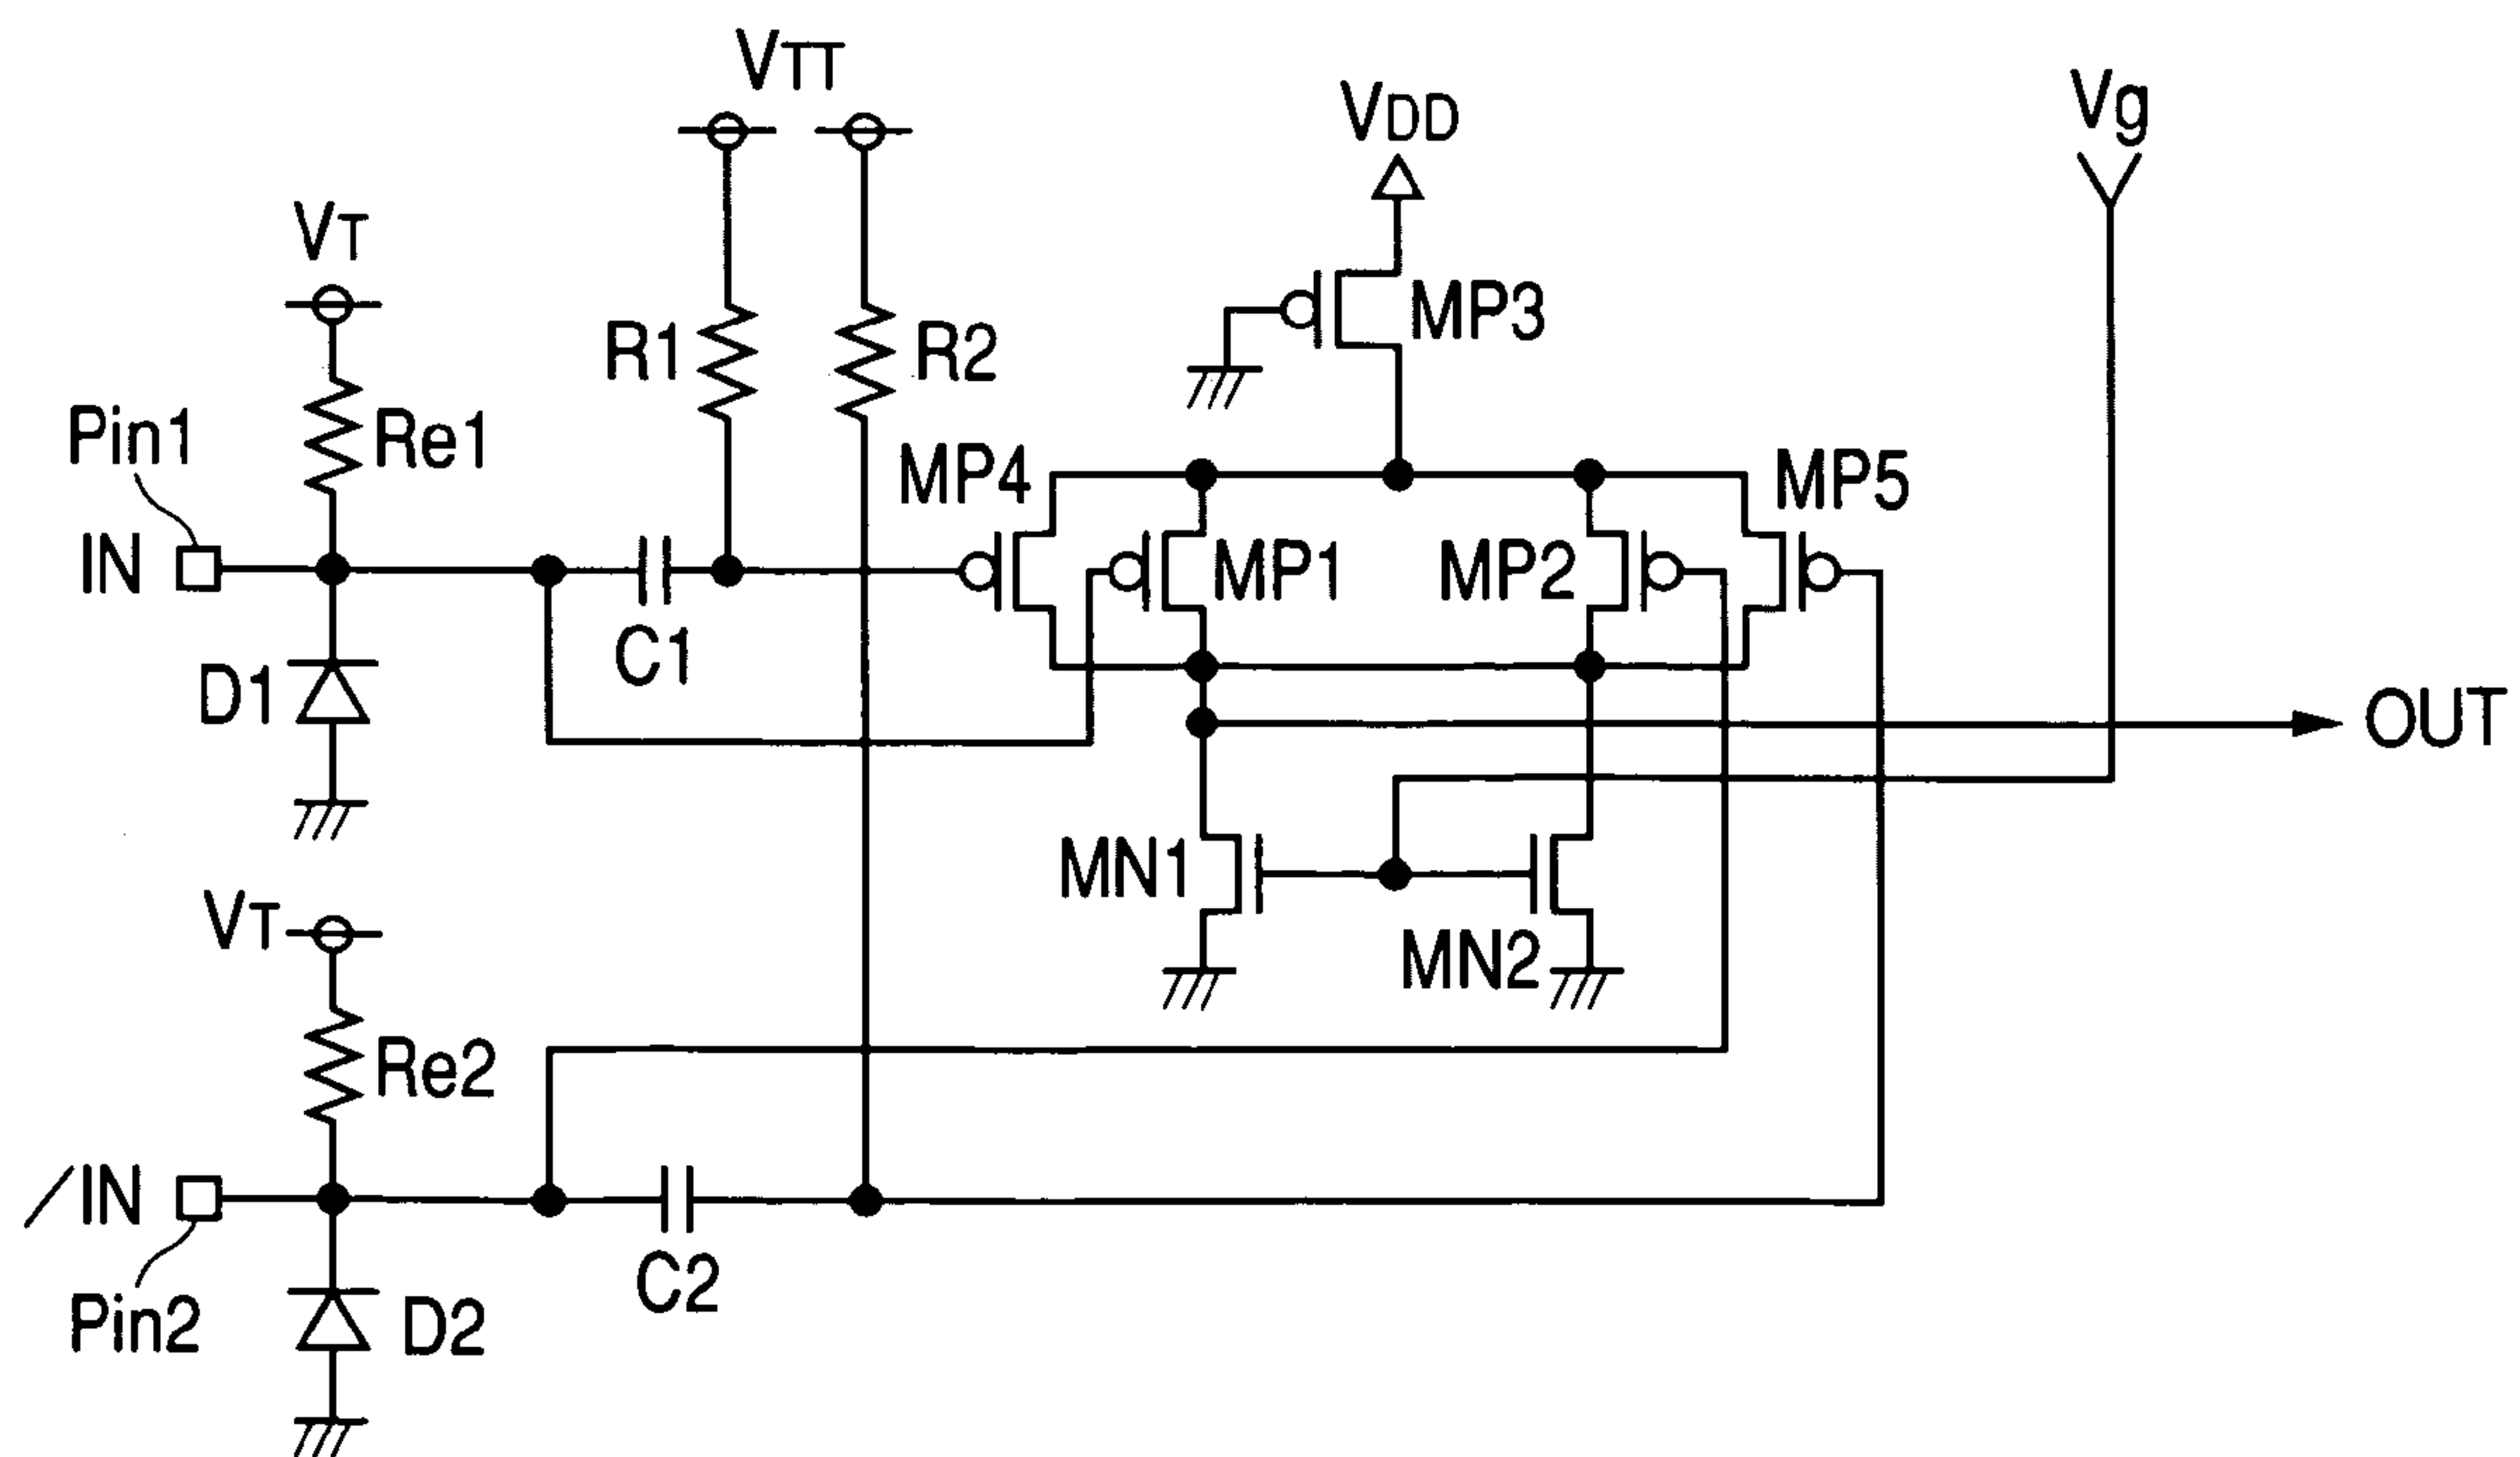 VTT
VDD
Vg
VT
R1
R2
MP3
Pin1
Re1
MP4
MP5
IN
MP1
MP2
C1
D1
OUT
MN1
VT
MN2
Re2
/IN
C2
Pin2
D2